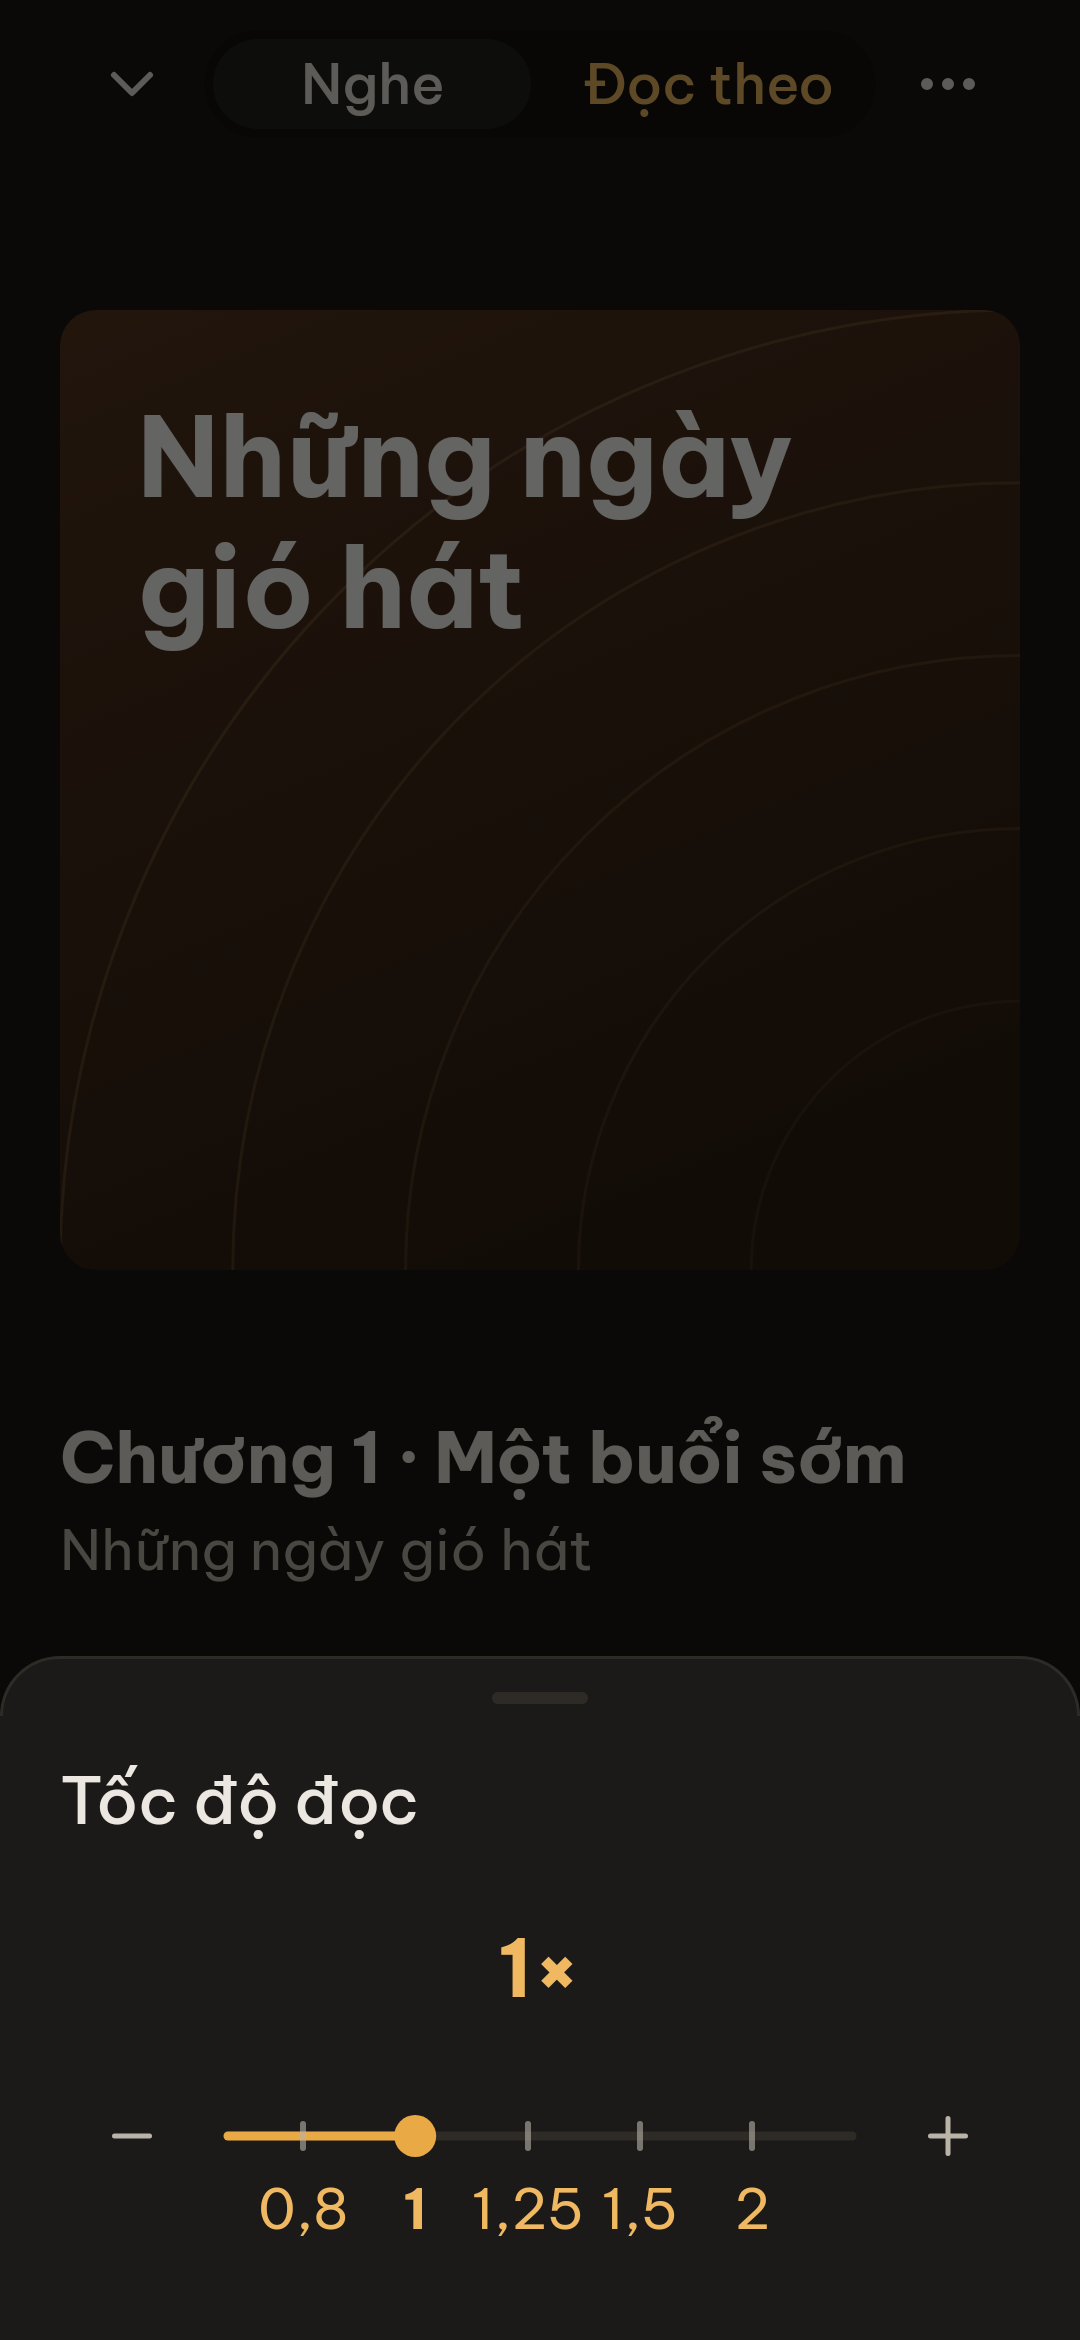 Nghe Đọc theo
Những ngày
gió hát
Chương 1 · Một buổi sớm
Những ngày gió hát
Tốc độ đọc
1×
0,8 1 1,25 1,5 2